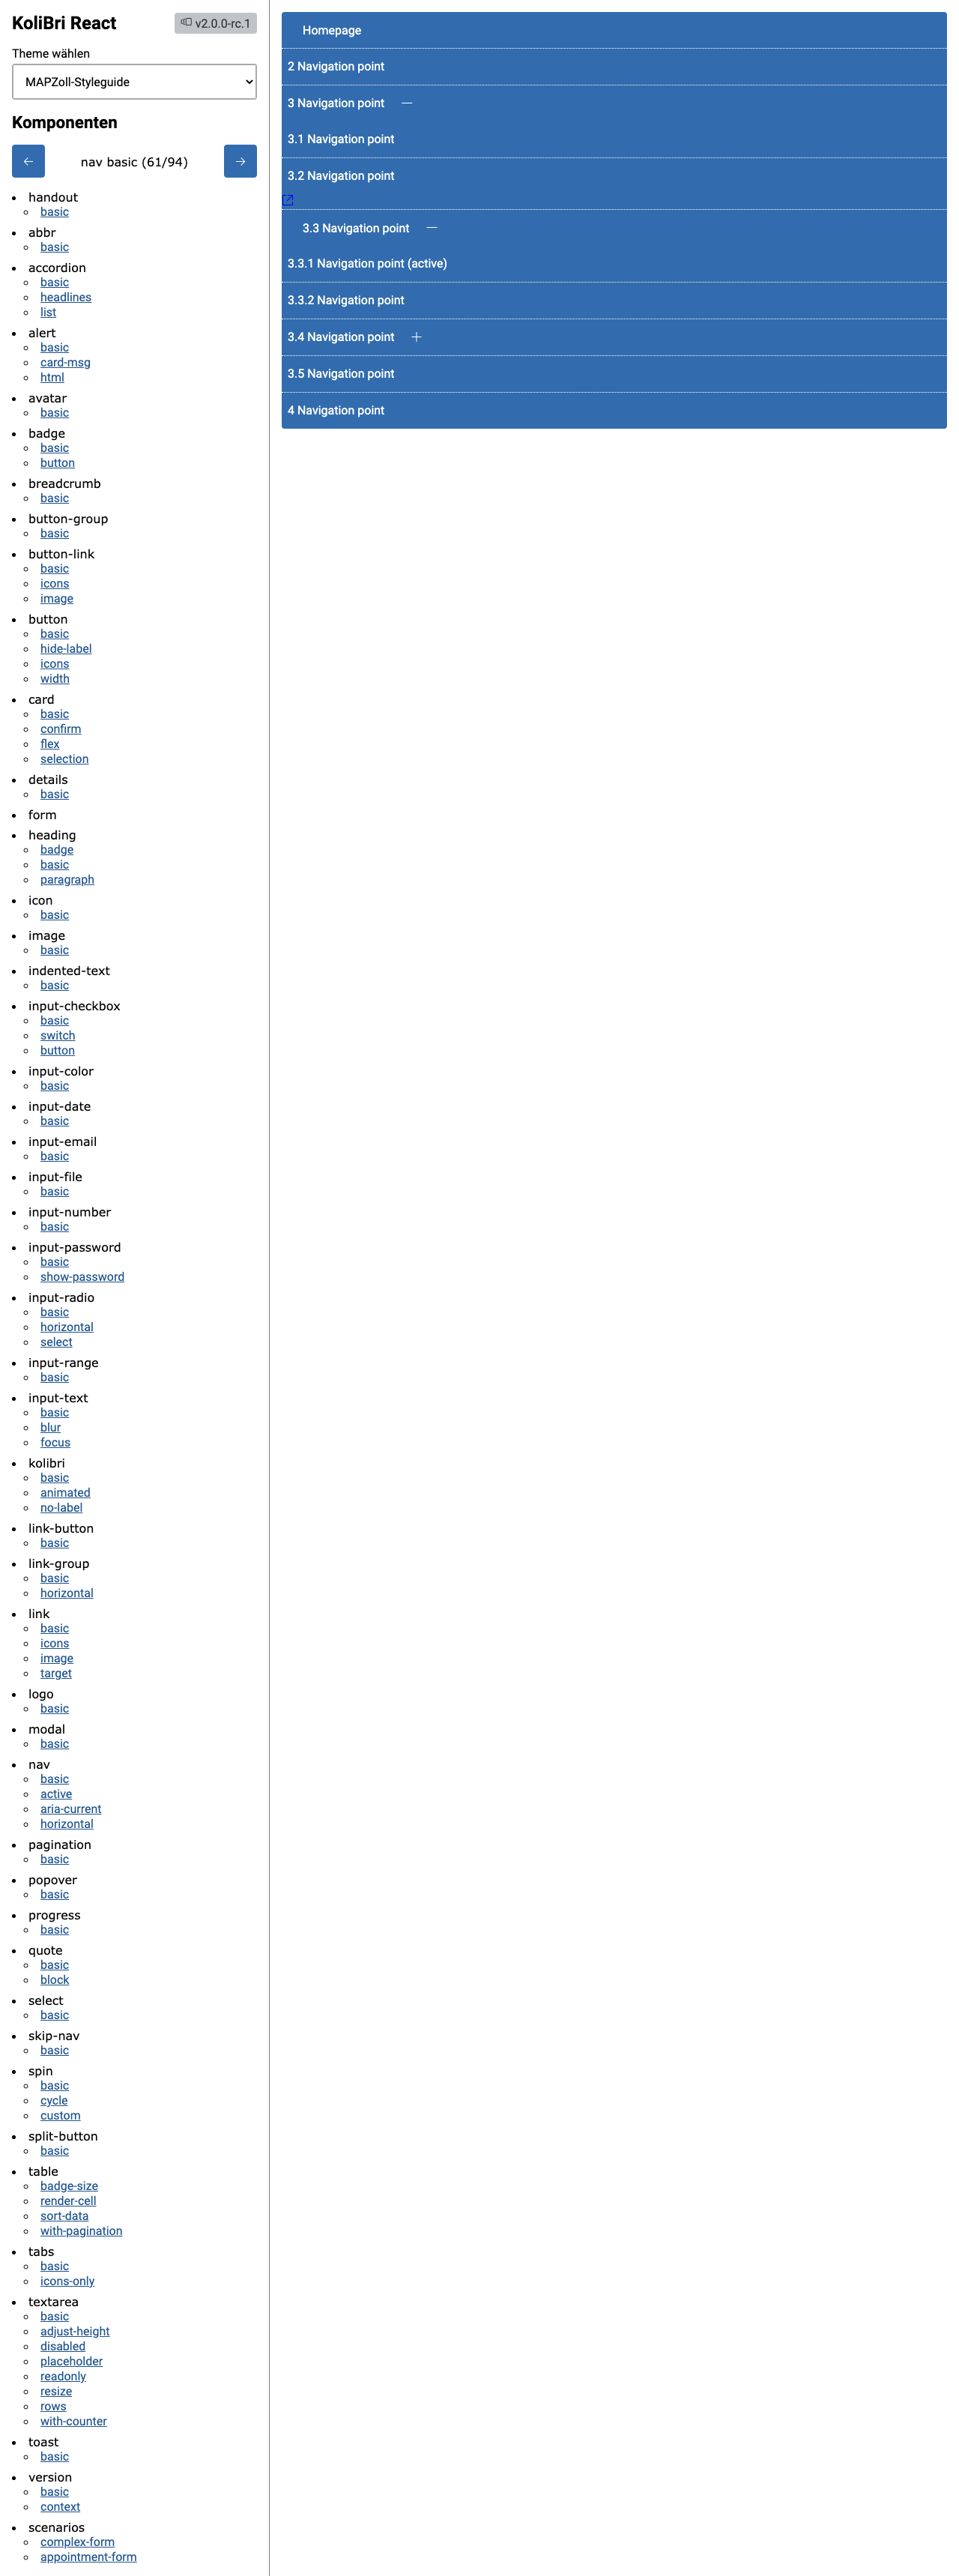 KoliBri React
v2.0.0-rc.1
Theme wählen
MAPZoll-Styleguide
Komponenten
nav basic (61/94)
handout
basic
abbr
basic
accordion
basic
headlines
list
alert
basic
card-msg
html
avatar
basic
badge
basic
button
breadcrumb
basic
button-group
basic
button-link
basic
icons
image
button
basic
hide-label
icons
width
card
basic
confirm
flex
selection
details
basic
form
heading
badge
basic
paragraph
icon
basic
image
basic
indented-text
basic
input-checkbox
basic
switch
button
input-color
basic
input-date
basic
input-email
basic
input-file
basic
input-number
basic
input-password
basic
show-password
input-radio
basic
horizontal
select
input-range
basic
input-text
basic
blur
focus
kolibri
basic
animated
no-label
link-button
basic
link-group
basic
horizontal
link
basic
icons
image
target
logo
basic
modal
basic
nav
basic
active
aria-current
horizontal
pagination
basic
popover
basic
progress
basic
quote
basic
block
select
basic
skip-nav
basic
spin
basic
cycle
custom
split-button
basic
table
badge-size
render-cell
sort-data
with-pagination
tabs
basic
icons-only
textarea
basic
adjust-height
disabled
placeholder
readonly
resize
rows
with-counter
toast
basic
version
basic
context
scenarios
complex-form
appointment-form
Homepage
2 Navigation point
3 Navigation point
3.1 Navigation point
3.2 Navigation point
3.3 Navigation point
3.3.1 Navigation point (active)
3.3.2 Navigation point
3.4 Navigation point
3.5 Navigation point
4 Navigation point